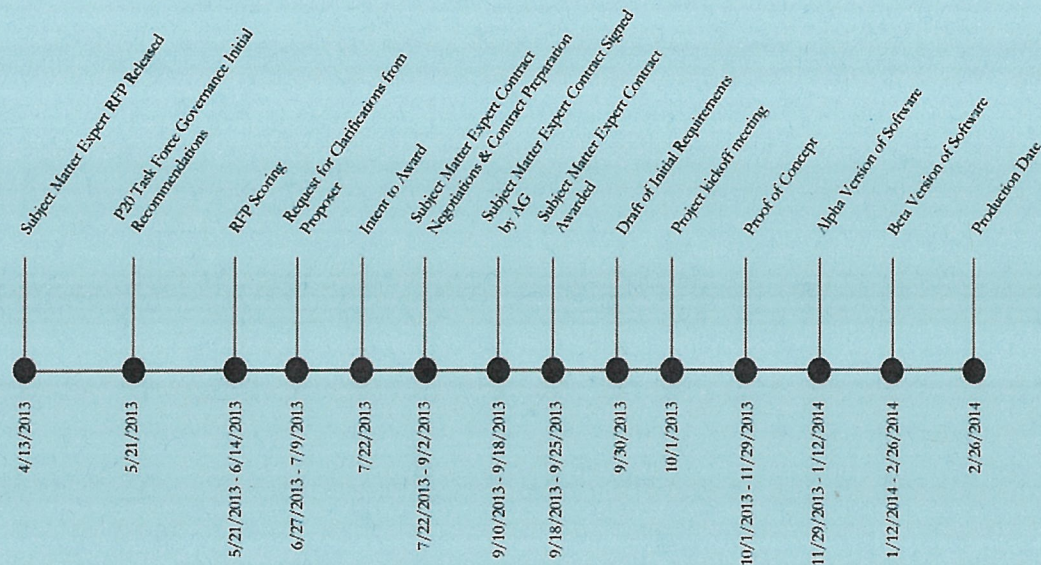 Subject Matter Expert RFP Released
P20 Task Force Governance Initial
Recommendations
RFP Scoring
Request for Clarifications from
Proposer
Intent to Award
Subject Matter Expert Contract
Negotiations & Contract Preparation
Subject Matter Expert Contract Signed
by AG
Subject Matter Expert Contract
Awarded
Draft of Initial Requirements
Project kickoff meeting
Proof of Concept
Alpha Version of Software
Beta Version of Software
Production Date
4/13/2013
5/21/2013
5/21/2013 - 6/14/2013
6/27/2013 - 7/9/2013
7/22/2013
7/22/2013 - 9/2/2013
9/10/2013 - 9/18/2013
9/18/2013 - 9/25/2013
9/30/2013
10/1/2013
10/1/2013 - 11/29/2013
11/29/2013 - 1/12/2014
1/12/2014 - 2/26/2014
2/26/2014